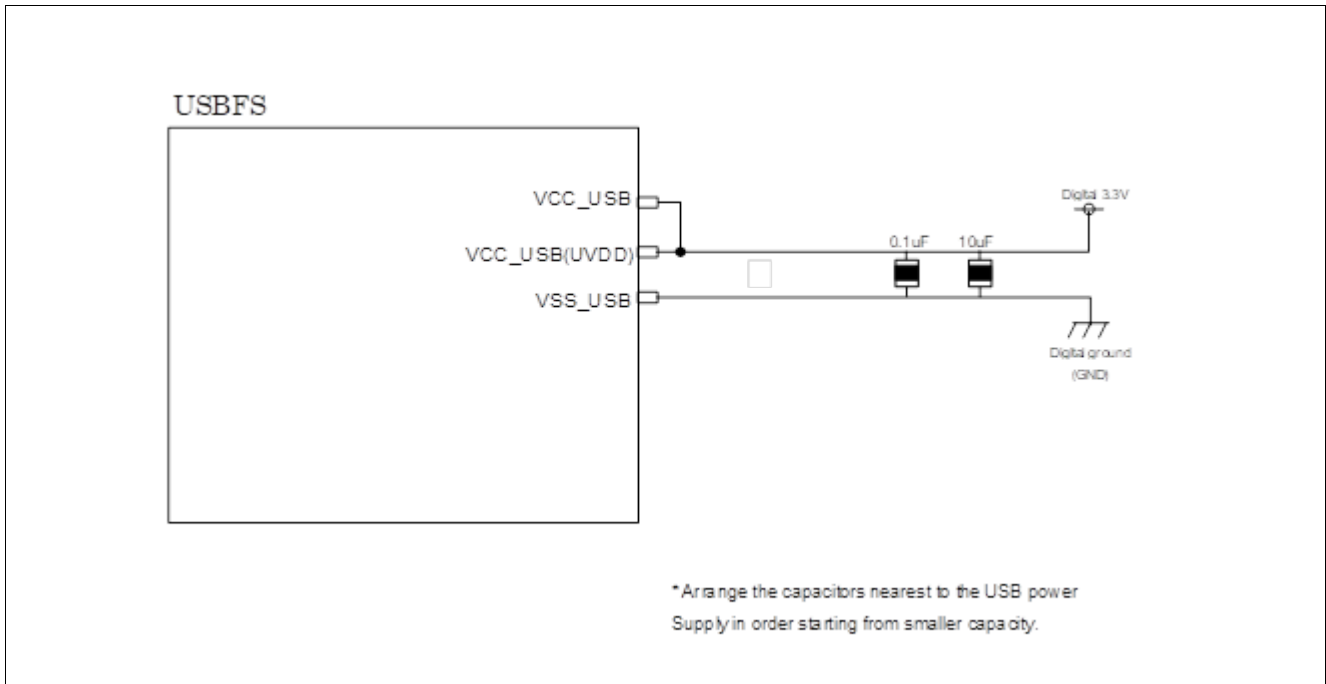 USBFS
VCC_USB
Digital 3.3V
0.1uF 10uF
VCC_USB(UVDD)
VSS_USB
Digital ground
(GND)
*Arrange the capacitors nearest to the USB power
Supply in order starting from smaller capacity.